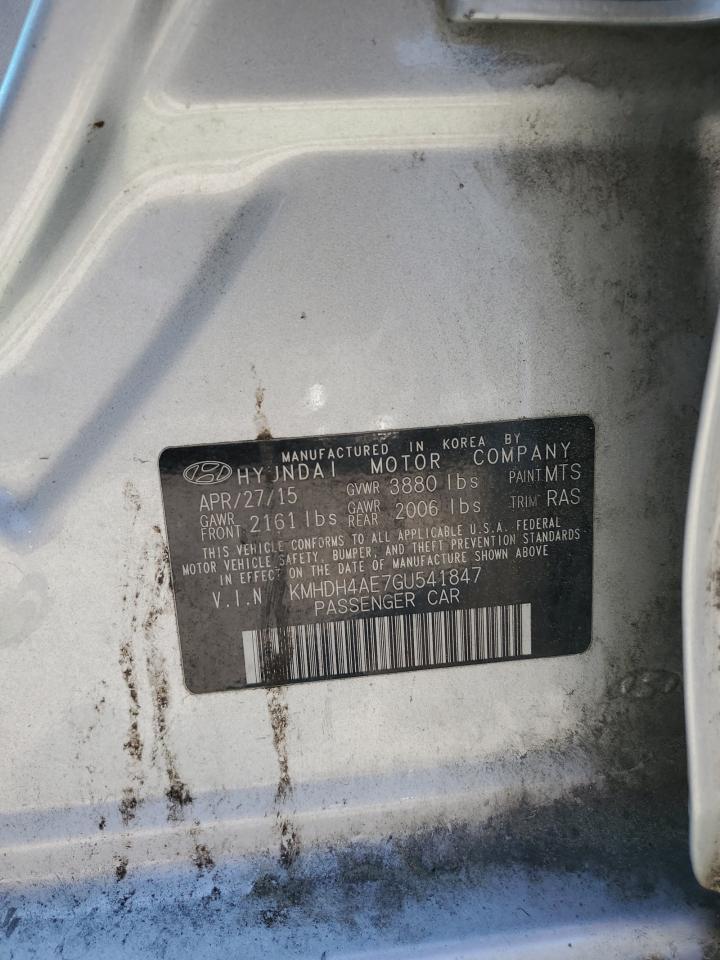 MANUFACTURED IN KOREA BY
HYUNDAI MOTOR COMPANY
APR/27/15 GVWR 3880 lbs PAINT MTS
GAWR FRONT 2161 lbs GAWR REAR 2006 lbs TRIM RAS
THIS VEHICLE CONFORMS TO ALL APPLICABLE U.S.A. FEDERAL
MOTOR VEHICLE SAFETY, BUMPER, AND THEFT PREVENTION STANDARDS
IN EFFECT ON THE DATE OF MANUFACTURE SHOWN ABOVE
V.I.N KMHDH4AE7GU541847
PASSENGER CAR